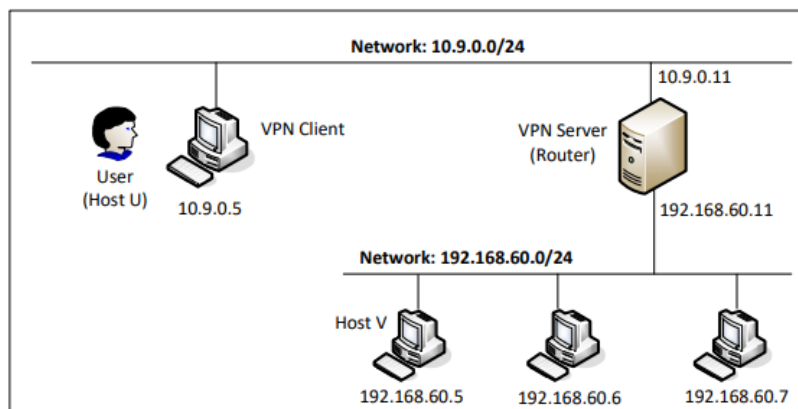 Network: 10.9.0.0/24
10.9.0.11
VPN Client
VPN Server
(Router)
User
(Host U)
10.9.0.5
192.168.60.11
Network: 192.168.60.0/24
Host V
192.168.60.5
192.168.60.6
192.168.60.7